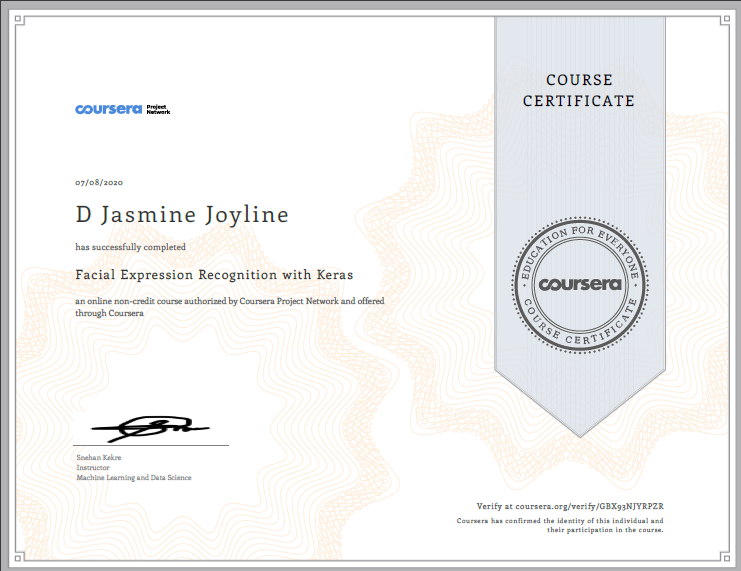 COURSE
CERTIFICATE
coursera Project
Network
07/08/2020
D Jasmine Joyline
has successfully completed
Facial Expression Recognition with Keras
an online non-credit course authorized by Coursera Project Network and offered
through Coursera
EDUCATION FOR EVERYONE
coursera
COURSE CERTIFICATE
Snehan Kekre
Instructor
Machine Learning and Data Science
Verify at coursera.org/verify/GBX93NJYRPZR
Coursera has confirmed the identity of this individual and
their participation in the course.